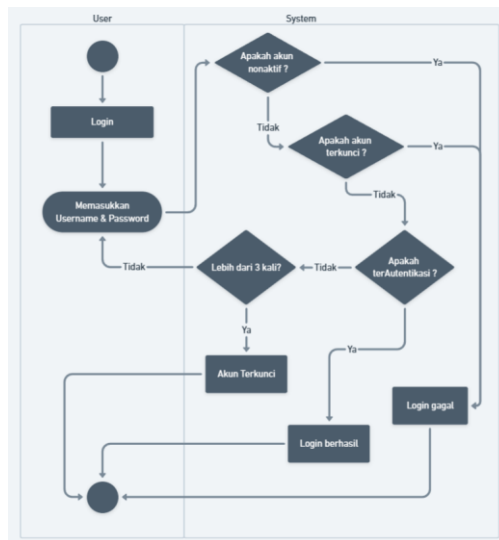 User
System
Apakah akun
nonaktif ?
Ya
Login
Tidak
Apakah akun
terkunci ?
Ya
Tidak
Memasukkan
Username & Password
Tidak
Lebih dari 3 kali?
Tidak
Apakah
terAutentikasi ?
Ya
Ya
Akun Terkunci
Login gagal
Login berhasil